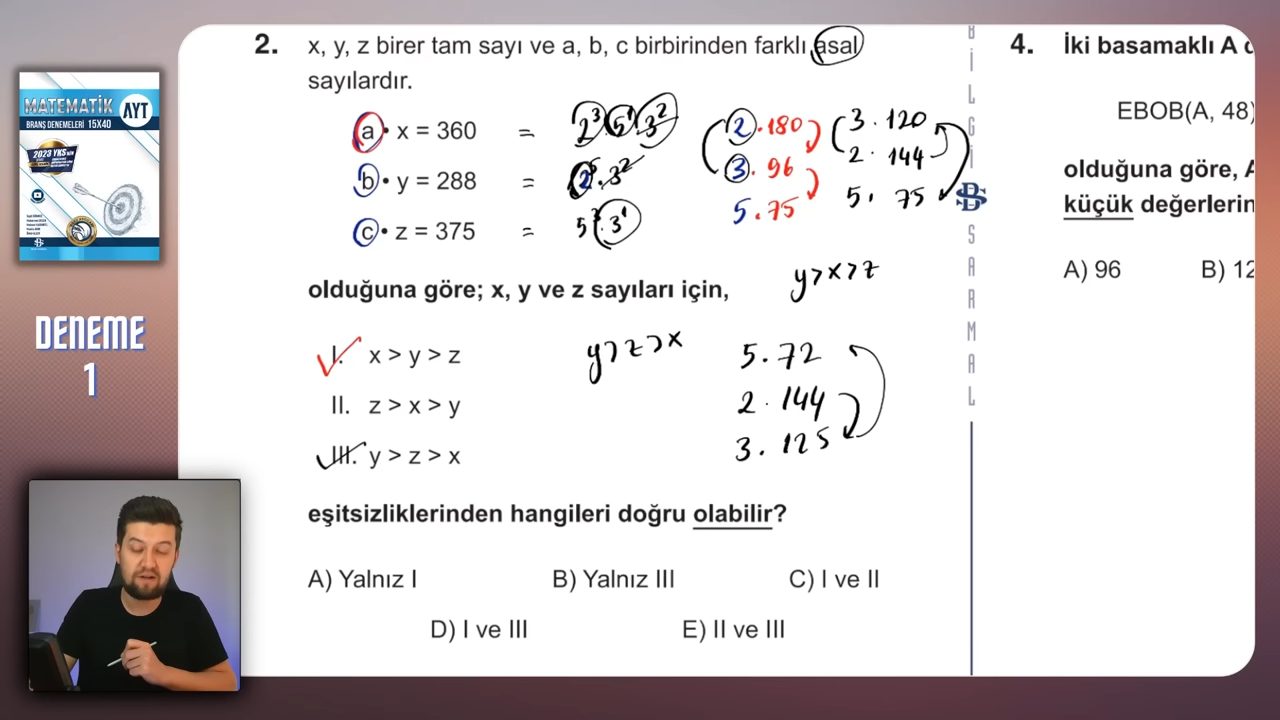 MATEMATİK AYT
BRANŞ DENEMELERİ 15X40
DENEME
1
2. x, y, z birer tam sayı ve a, b, c birbirinden farklı asal
sayılardır.
a • x = 360 = 2³ 5¹ 3² 2 . 180 3 . 120
b • y = 288 = 2⁵ . 3² 3 . 96 2 . 144
c • z = 375 = 5³ . 3¹ 5 . 75 5 . 75
y > x > z
olduğuna göre; x, y ve z sayıları için,
I. x > y > z y > z > x 5 . 72
II. z > x > y 2 . 144
III. y > z > x 3 . 125
eşitsizliklerinden hangileri doğru olabilir?
A) Yalnız I B) Yalnız III C) I ve II
D) I ve III E) II ve III
BİLGİ
SARMAL
4. İki basamaklı A
EBOB(A, 48)
olduğuna göre, A
küçük değerlerin
A) 96 B) 12